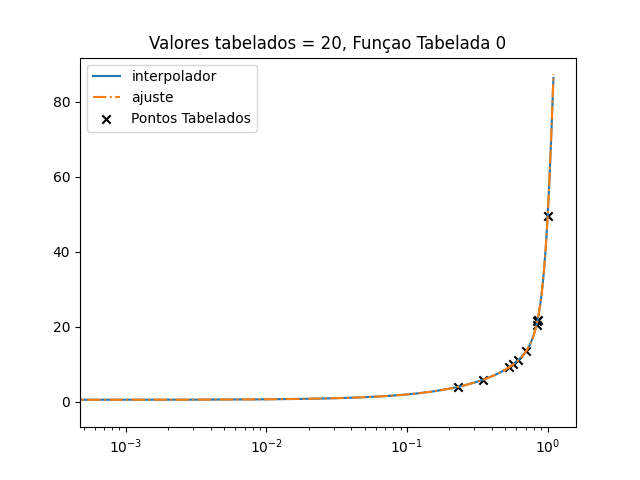 Valores tabelados = 20, Funçao Tabelada 0
interpolador
ajuste
Pontos Tabelados
80
60
40
20
0
10⁻³
10⁻²
10⁻¹
10⁰